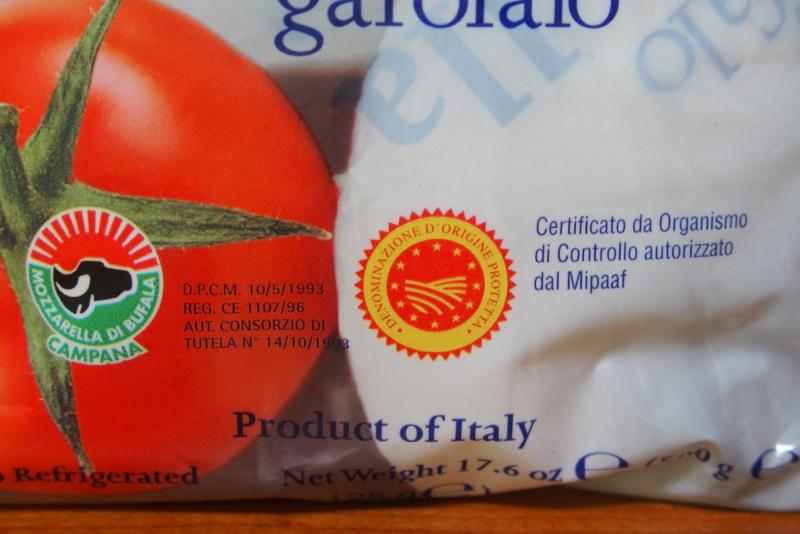 garofalo
MOZZARELLA DI BUFALA
CAMPANA
D.P.C.M. 10/5/1993
REG. CE 1107/96
AUT. CONSORZIO DI
TUTELA N° 14/10/1993
DENOMINAZIONE D'ORIGINE PROTETTA
Certificato da Organismo
di Controllo autorizzato
dal Mipaaf
Product of Italy
Refrigerated
Net Weight 17.6 oz e g e